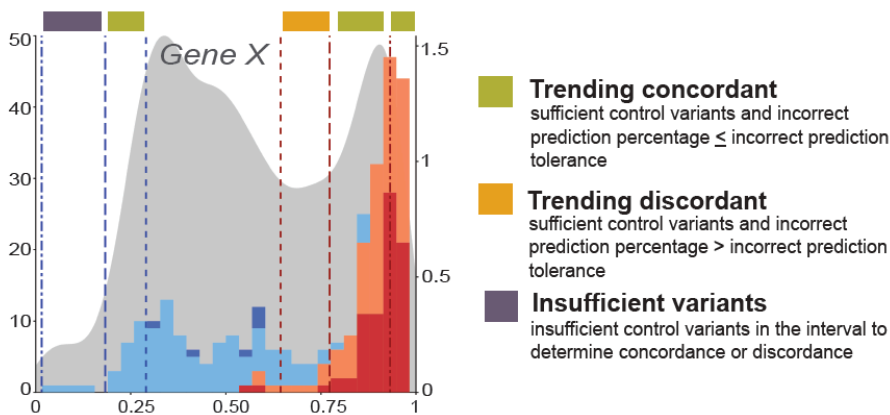 Gene X
50
40
30
20
10
0
1.5
1
0.5
0
0
0.25
0.50
0.75
1
Trending concordant
sufficient control variants and incorrect
prediction percentage ≤ incorrect prediction
tolerance
Trending discordant
sufficient control variants and incorrect
prediction percentage > incorrect prediction
tolerance
Insufficient variants
insufficient control variants in the interval to
determine concordance or discordance